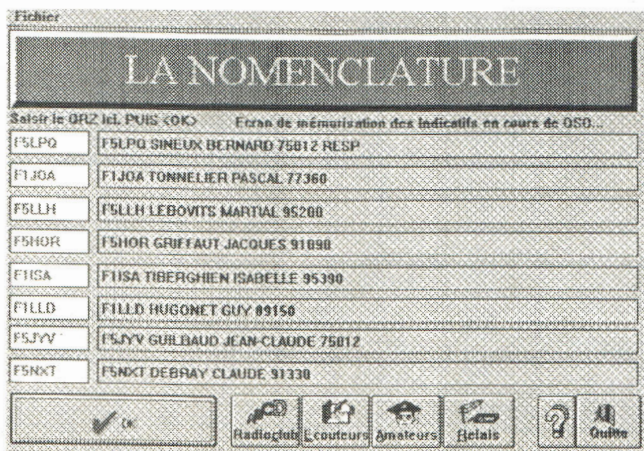 Fichier
LA NOMENCLATURE
Saisir le QRZ ici. PUIS <OK> Ecran de mémorisation des Indicatifs en cours de QSO...
F5LPQ F5LPQ SINEUX BERNARD 75012 RESP
F1JOA F1JOA TONNELIER PASCAL 77360
F5LLH F5LLH LEBOVITS MARTIAL 95200
F5HOR F5HOR GRIFFAUT JACQUES 91090
F1ISA F1ISA TIBERGHIEN ISABELLE 95390
F1LLD F1LLD HUGONET GUY 89150
F5JYV F5JYV GUILBAUD JEAN-CLAUDE 75012
F5NXT F5NXT DEBRAY CLAUDE 91330
OK Radioclub Ecouteurs Amateurs Relais Quitte